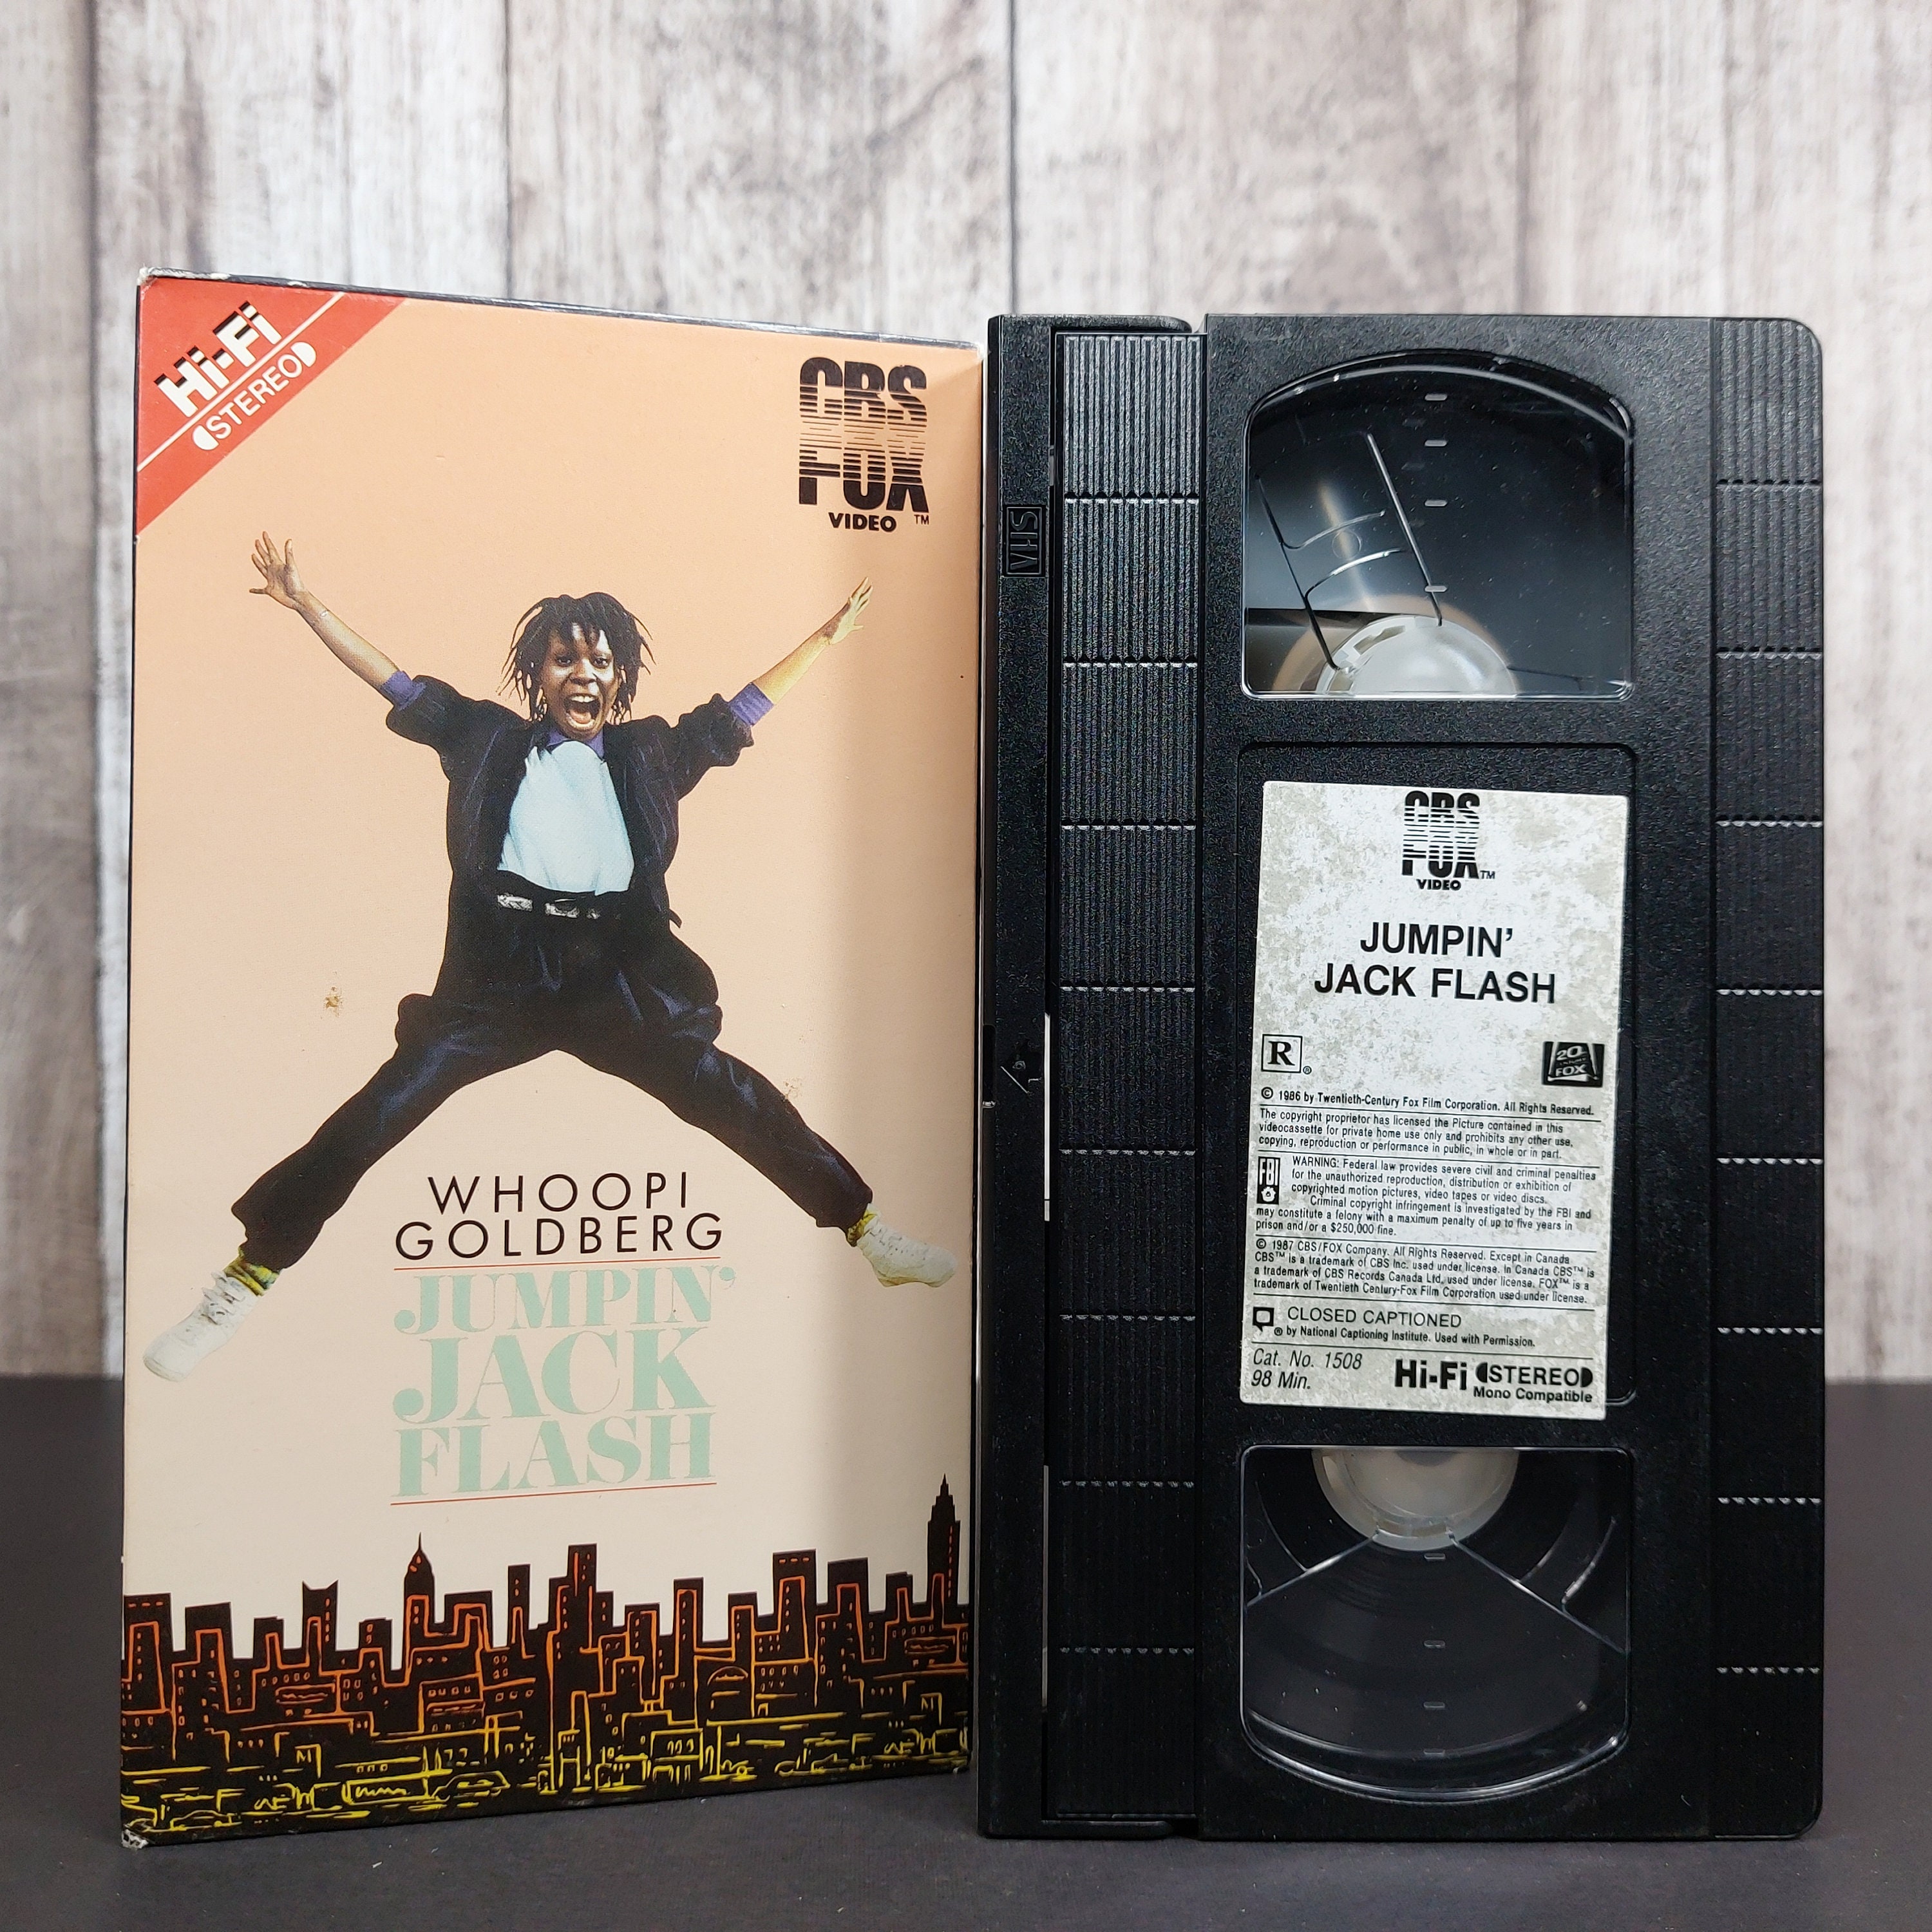 Hi-Fi
STEREO
CBS
FOX
VIDEO ™
WHOOPI
GOLDBERG
JUMPIN'
JACK
FLASH
VHS
CBS
FOX™
VIDEO
JUMPIN'
JACK FLASH
R®
20
CENTURY
FOX
© 1986 by Twentieth-Century Fox Film Corporation. All Rights Reserved.
The copyright proprietor has licensed the Picture contained in this
videocassette for private home use only and prohibits any other use,
copying, reproduction or performance in public, in whole or in part.
FBI
WARNING: Federal law provides severe civil and criminal penalties
for the unauthorized reproduction, distribution or exhibition of
copyrighted motion pictures, video tapes or video discs.
Criminal copyright infringement is investigated by the FBI and
may constitute a felony with a maximum penalty of up to five years in
prison and/or a $250,000 fine.
© 1987 CBS/FOX Company. All Rights Reserved. Except in Canada
CBS™ is a trademark of CBS Inc. used under license. In Canada CBS™ is
a trademark of CBS Records Canada Ltd. used under license. FOX™ is a
trademark of Twentieth Century-Fox Film Corporation used under license.
CLOSED CAPTIONED
® by National Captioning Institute. Used with Permission.
Cat. No. 1508
98 Min.
Hi-Fi STEREO
Mono Compatible